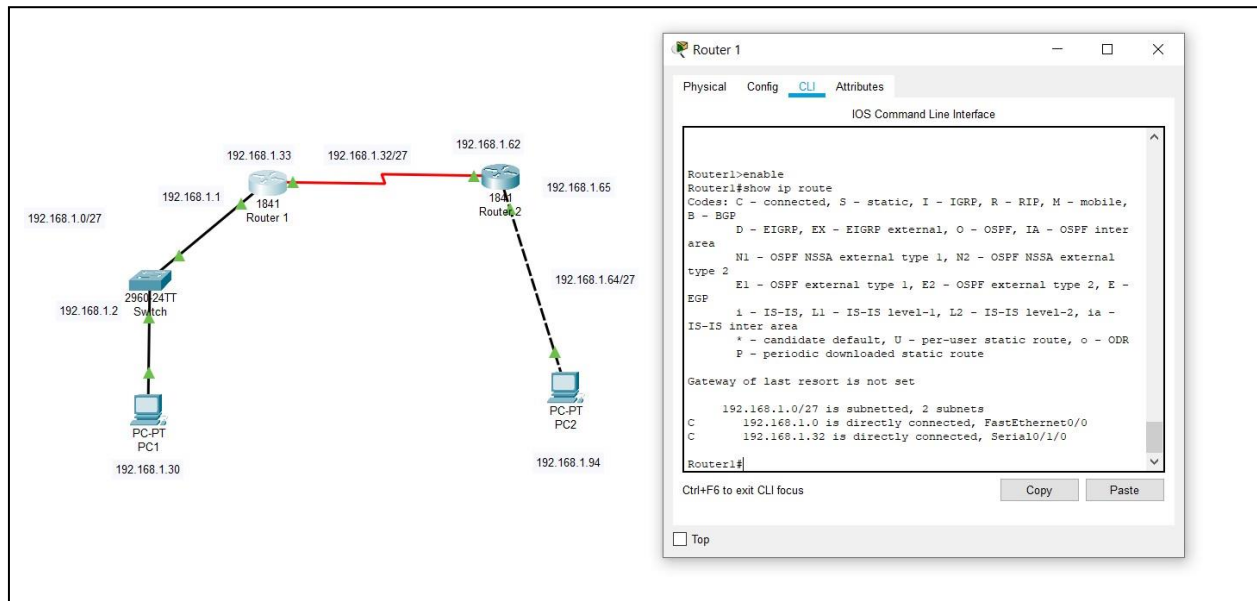 192.168.1.62
192.168.1.33
192.168.1.32/27
192.168.1.65
192.168.1.1
1841
Router 1
1841
Router 2
192.168.1.0/27
192.168.1.64/27
2960-24TT
Switch
192.168.1.2
PC-PT
PC1
192.168.1.30
PC-PT
PC2
192.168.1.94
Router 1
Physical Config CLI Attributes
IOS Command Line Interface
Router1>enable
Router1#show ip route
Codes: C - connected, S - static, I - IGRP, R - RIP, M - mobile,
B - BGP
D - EIGRP, EX - EIGRP external, O - OSPF, IA - OSPF inter
area
N1 - OSPF NSSA external type 1, N2 - OSPF NSSA external
type 2
E1 - OSPF external type 1, E2 - OSPF external type 2, E -
EGP
i - IS-IS, L1 - IS-IS level-1, L2 - IS-IS level-2, ia -
IS-IS inter area
* - candidate default, U - per-user static route, o - ODR
P - periodic downloaded static route
Gateway of last resort is not set
192.168.1.0/27 is subnetted, 2 subnets
C 192.168.1.0 is directly connected, FastEthernet0/0
C 192.168.1.32 is directly connected, Serial0/1/0
Router1#
Ctrl+F6 to exit CLI focus
Copy Paste
Top